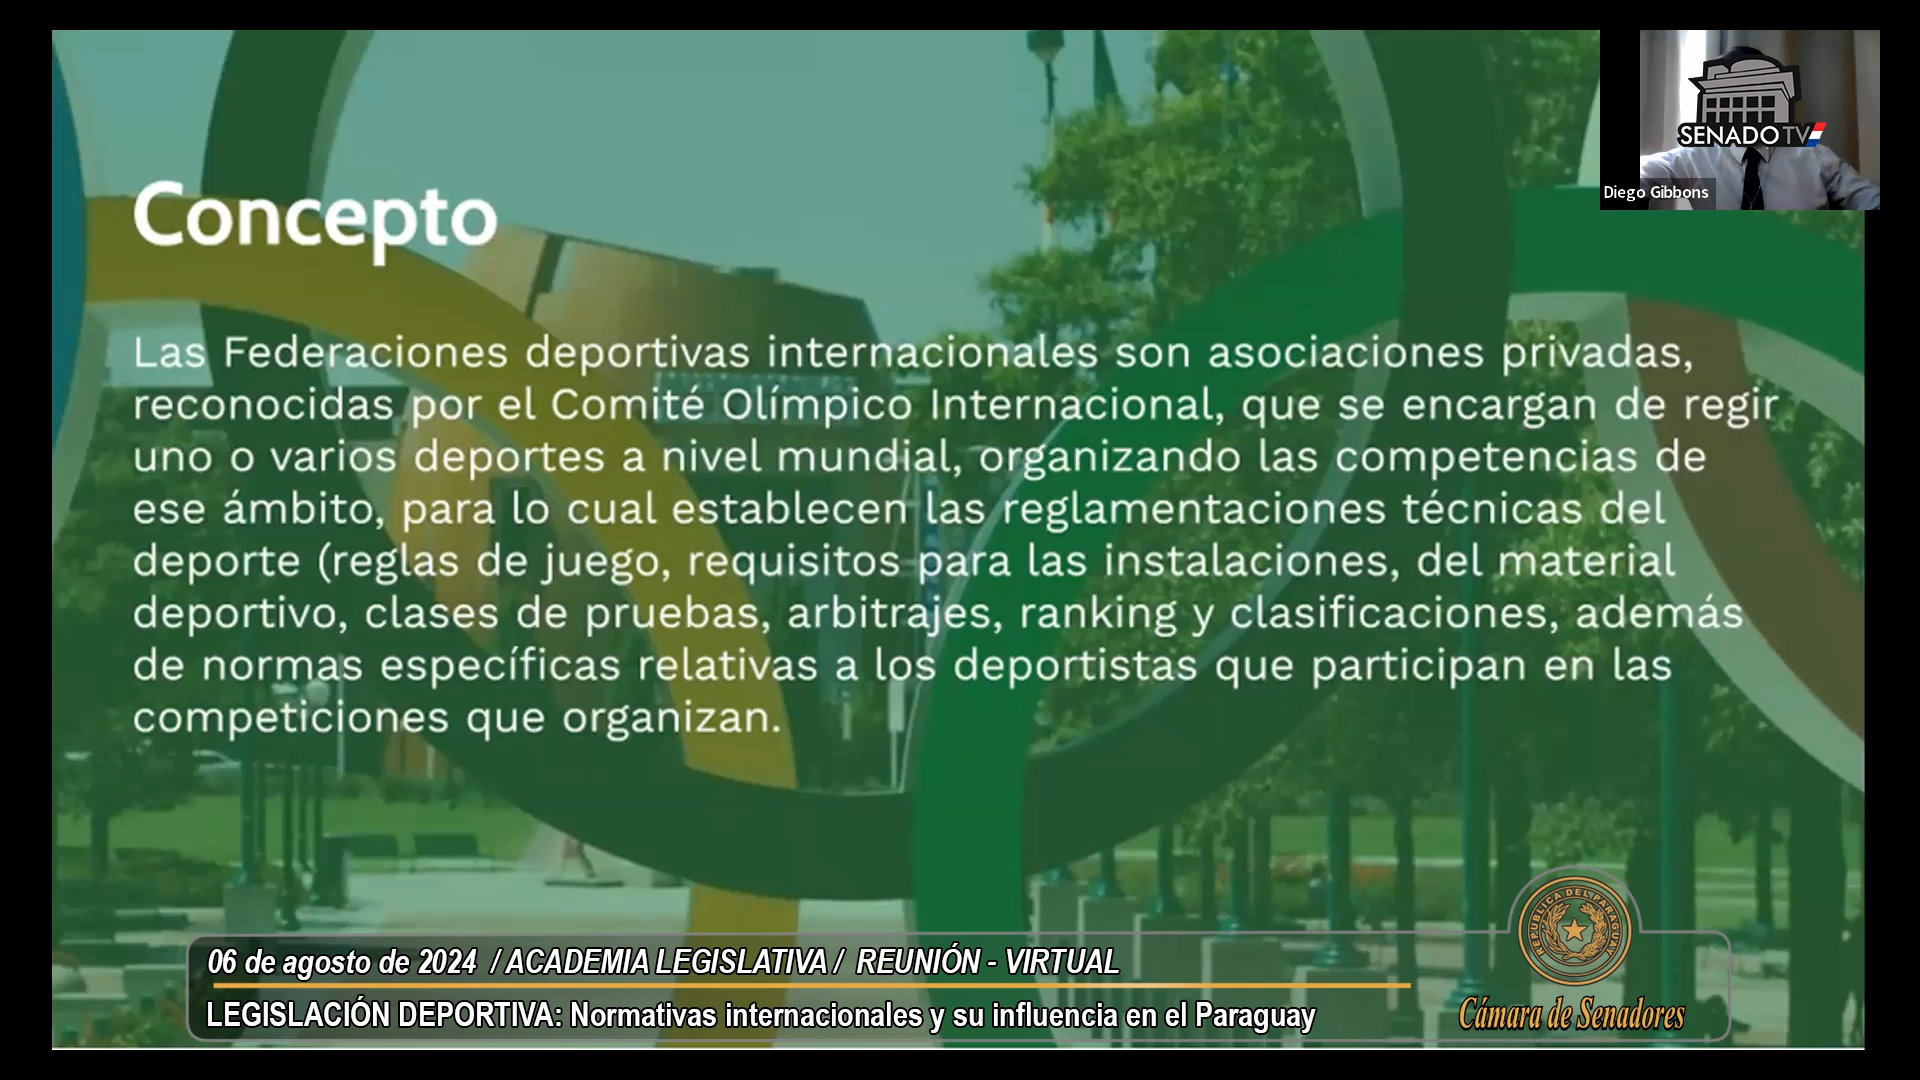 SENADO TV
Diego Gibbons
Concepto
Las Federaciones deportivas internacionales son asociaciones privadas,
reconocidas por el Comité Olímpico Internacional, que se encargan de regir
uno o varios deportes a nivel mundial, organizando las competencias de
ese ámbito, para lo cual establecen las reglamentaciones técnicas del
deporte (reglas de juego, requisitos para las instalaciones, del material
deportivo, clases de pruebas, arbitrajes, ranking y clasificaciones, además
de normas específicas relativas a los deportistas que participan en las
competiciones que organizan.
06 de agosto de 2024 / ACADEMIA LEGISLATIVA / REUNIÓN - VIRTUAL
LEGISLACIÓN DEPORTIVA: Normativas internacionales y su influencia en el Paraguay
REPUBLICA DEL PARAGUAY
Cámara de Senadores